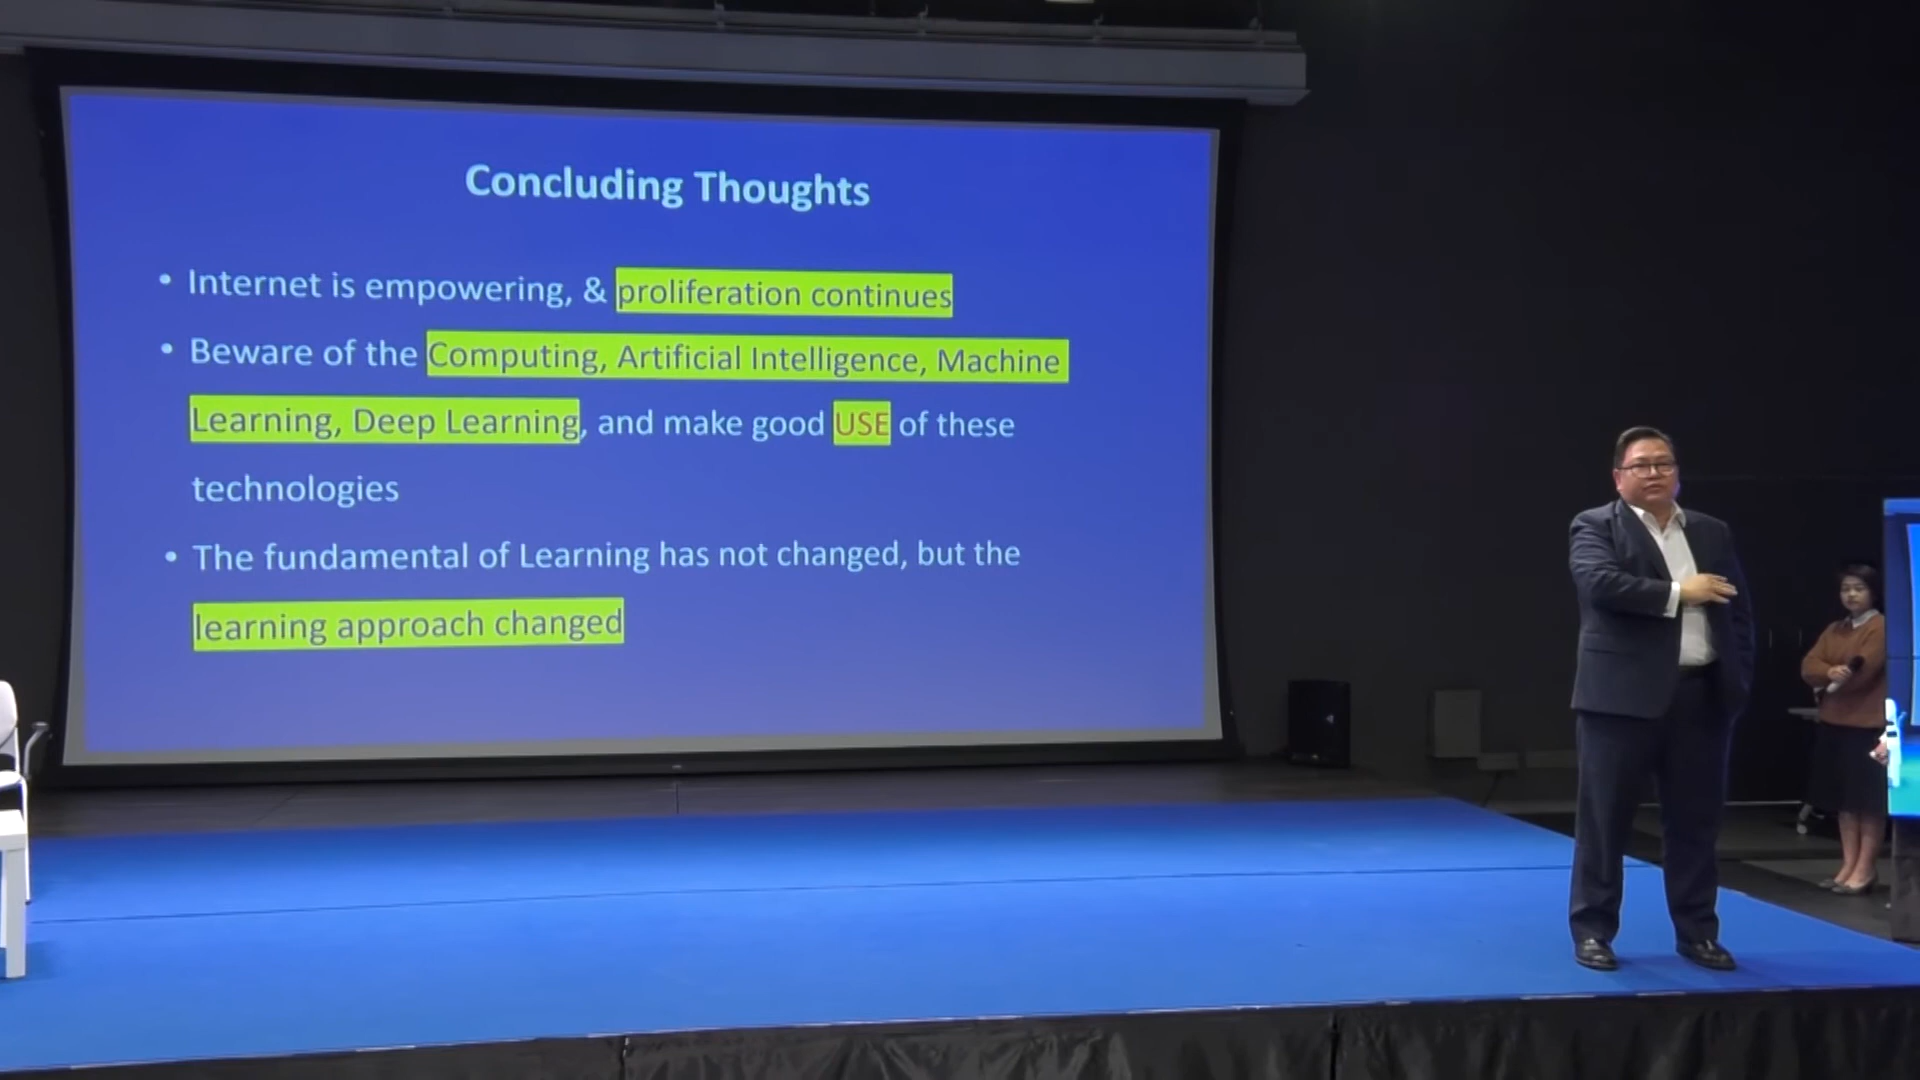 Concluding Thoughts
• Internet is empowering, & proliferation continues
• Beware of the Computing, Artificial Intelligence, Machine
Learning, Deep Learning, and make good USE of these
technologies
• The fundamental of Learning has not changed, but the
learning approach changed